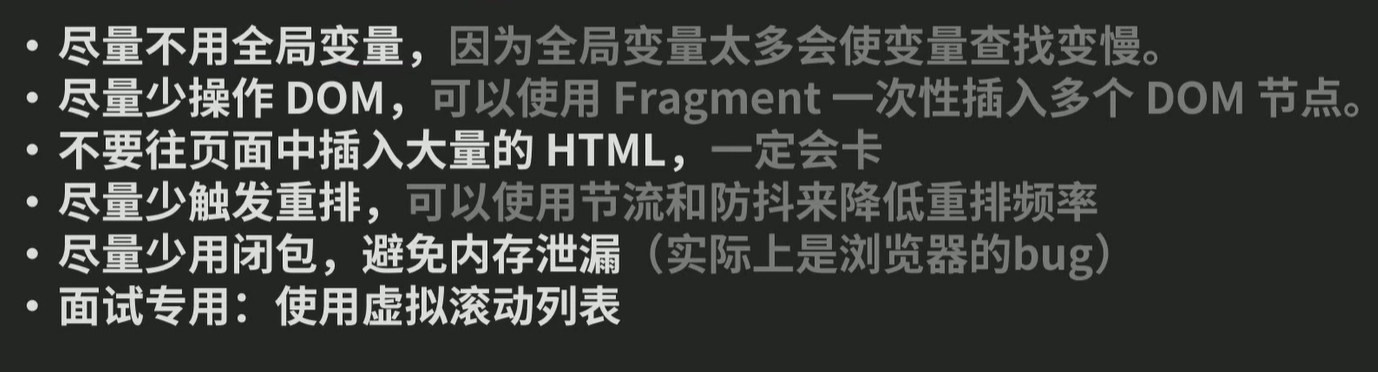 • 尽量不用全局变量，因为全局变量太多会使变量查找变慢。
• 尽量少操作 DOM，可以使用 Fragment 一次性插入多个 DOM 节点。
• 不要往页面中插入大量的 HTML，一定会卡
• 尽量少触发重排，可以使用节流和防抖来降低重排频率
• 尽量少用闭包，避免内存泄漏（实际上是浏览器的bug）
• 面试专用：使用虚拟滚动列表